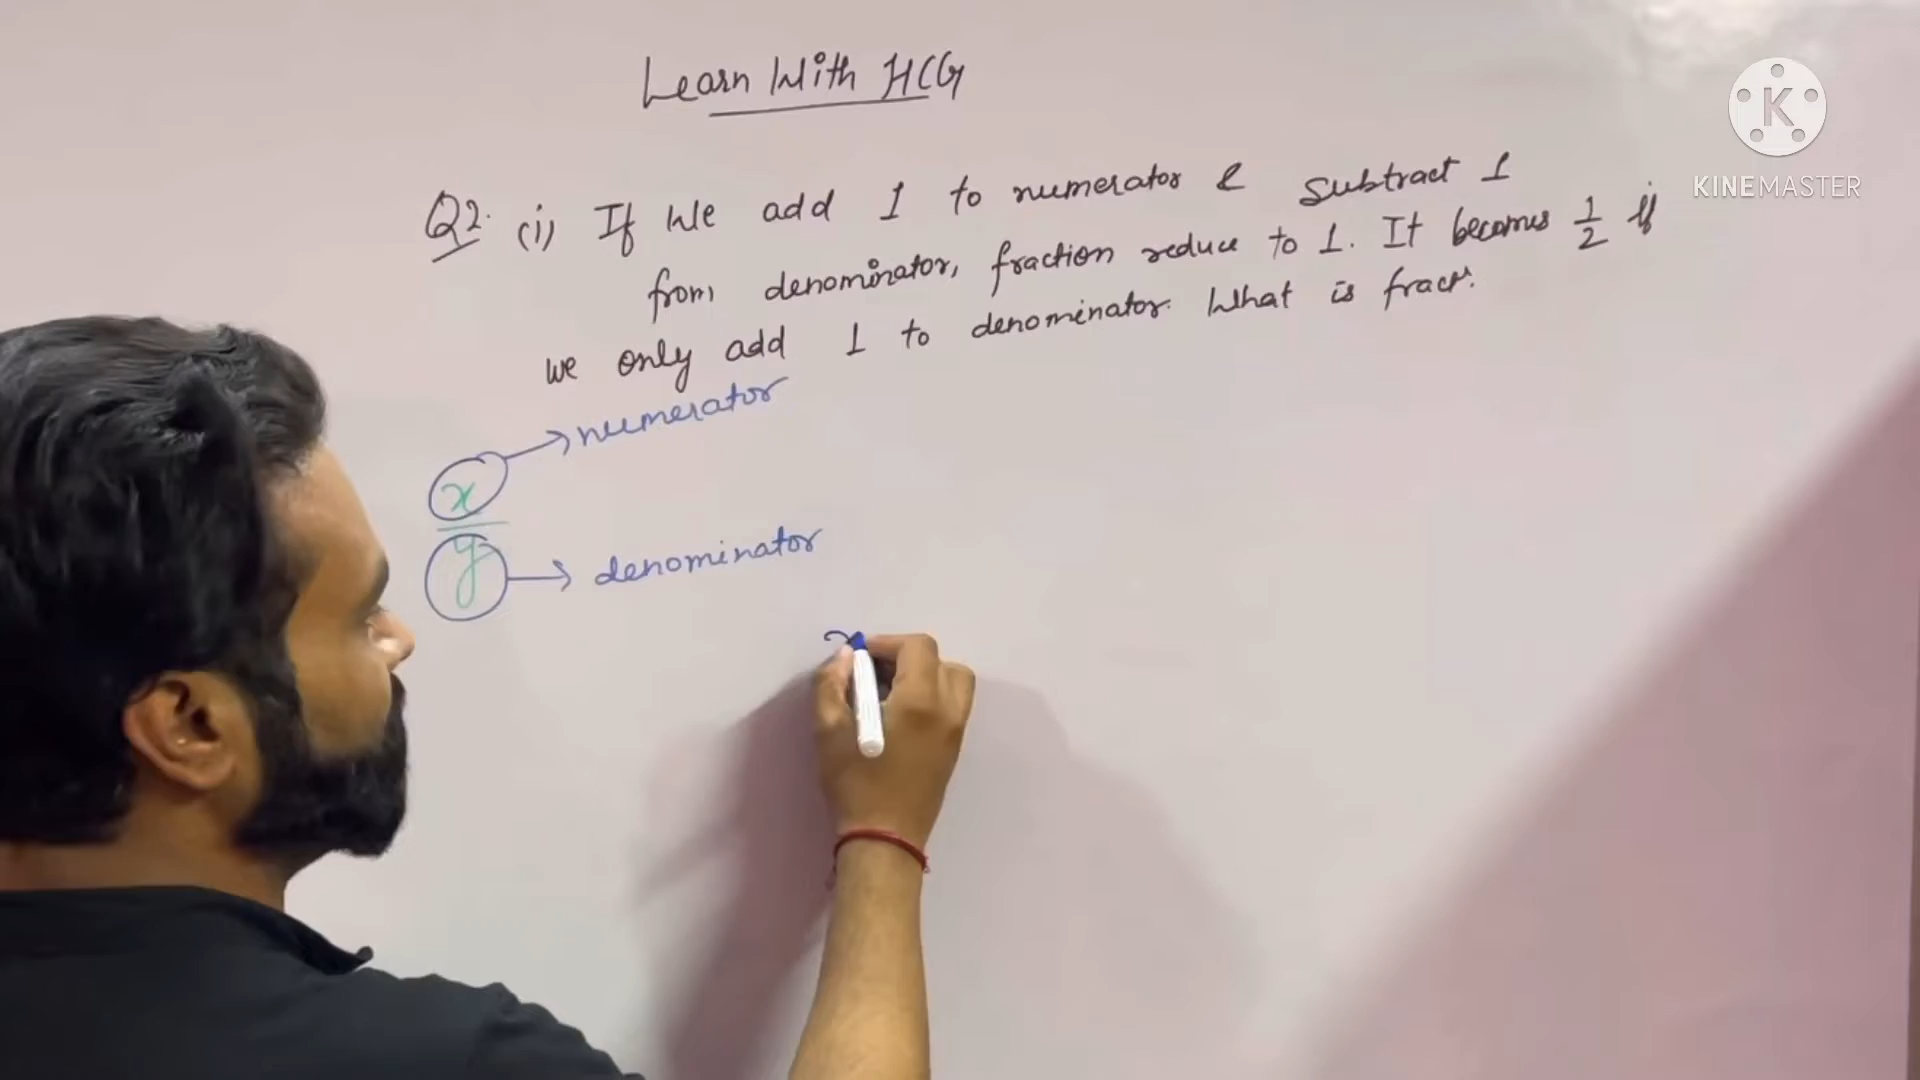 Learn With HCG
KINEMASTER
Q2. (i) If We add 1 to numerator & subtract 1
from denominator, fraction reduce to 1. It becomes 1/2 if
we only add 1 to denominator. What is fracⁿ.
numerator
x
y
denominator